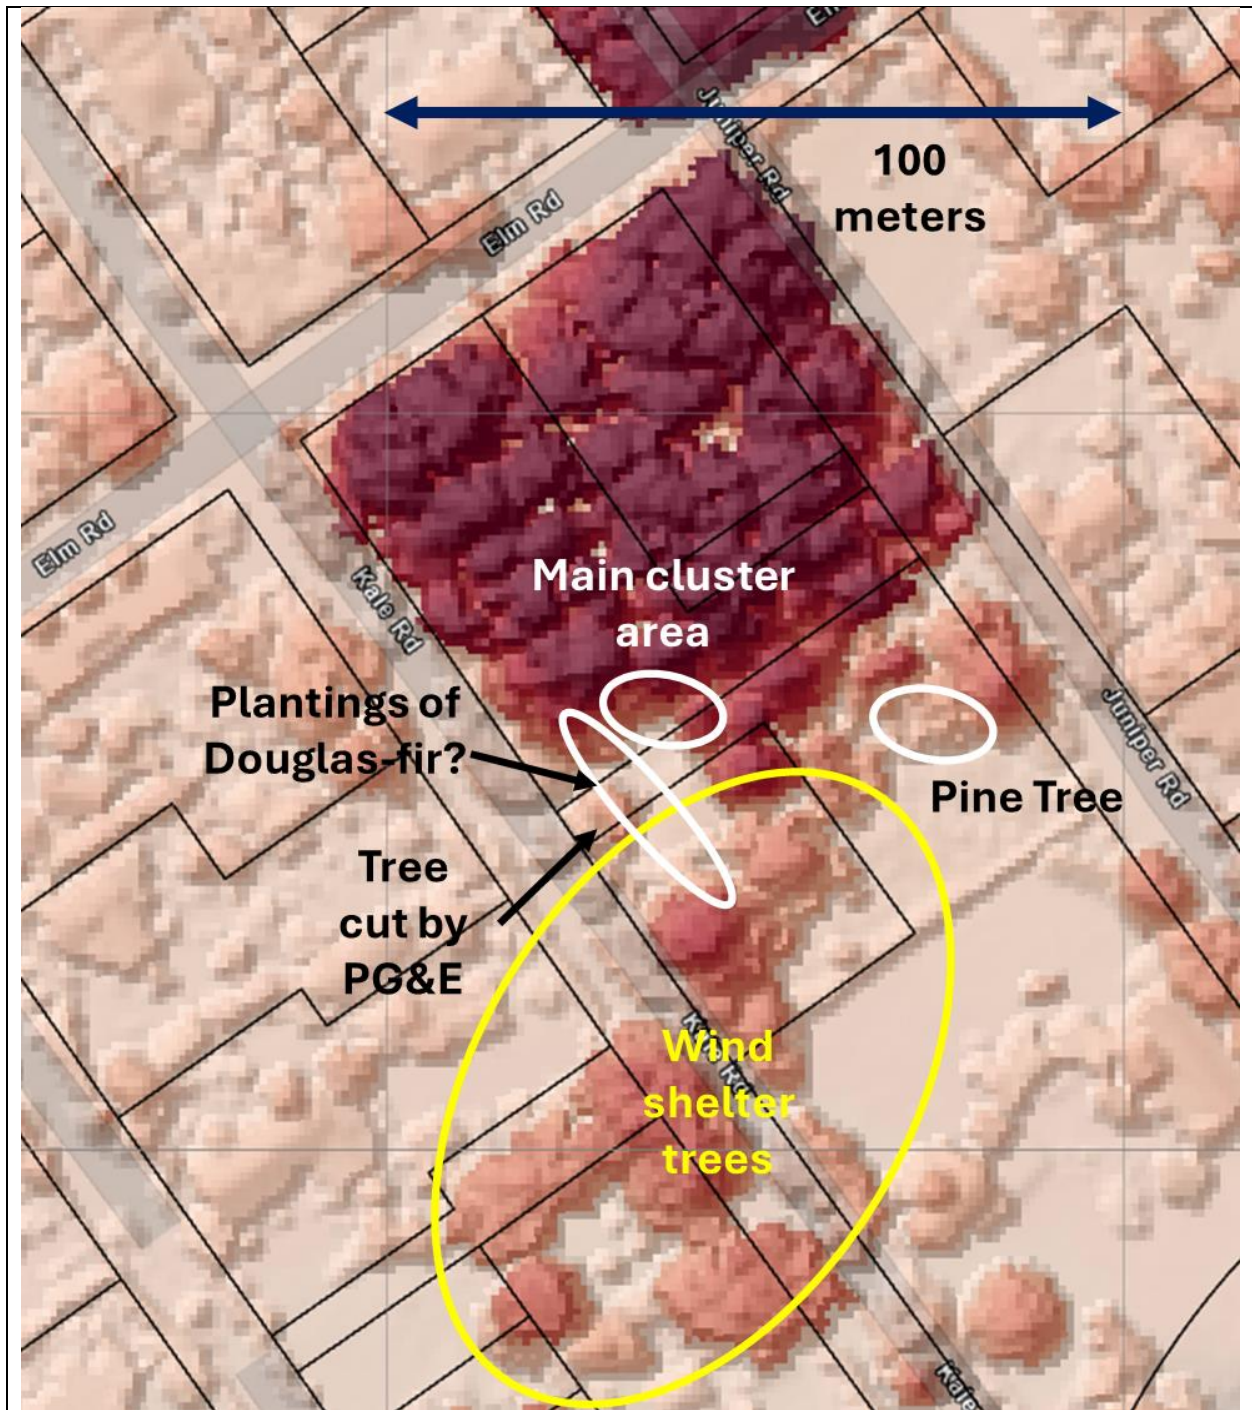 Juniper Rd
100
meters
Elm Rd
Elm Rd
Kale Rd
Main cluster
area
Plantings of
Douglas-fir?
Juniper Rd
Pine Tree
Tree
cut by
PG&E
Wind
shelter
trees